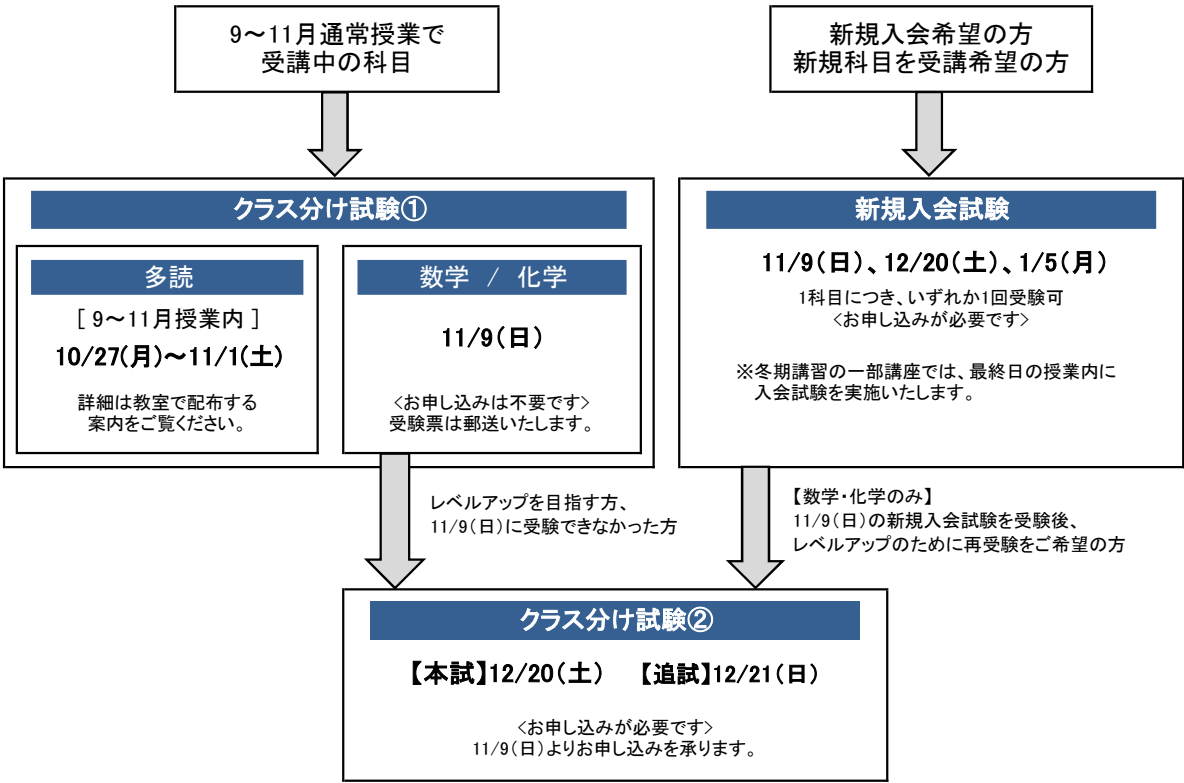 9～11月通常授業で
受講中の科目
新規入会希望の方
新規科目を受講希望の方
クラス分け試験①
多読
[ 9～11月授業内 ]
10/27(月)～11/1(土)
詳細は教室で配布する
案内をご覧ください。
数学 / 化学
11/9(日)
<お申し込みは不要です>
受験票は郵送いたします。
新規入会試験
11/9(日)、12/20(土)、1/5(月)
1科目につき、いずれか1回受験可
<お申し込みが必要です>
※冬期講習の一部講座では、最終日の授業内に
入会試験を実施いたします。
レベルアップを目指す方、
11/9(日)に受験できなかった方
【数学・化学のみ】
11/9(日)の新規入会試験を受験後、
レベルアップのために再受験をご希望の方
クラス分け試験②
【本試】12/20(土) 【追試】12/21(日)
<お申し込みが必要です>
11/9(日)よりお申し込みを承ります。